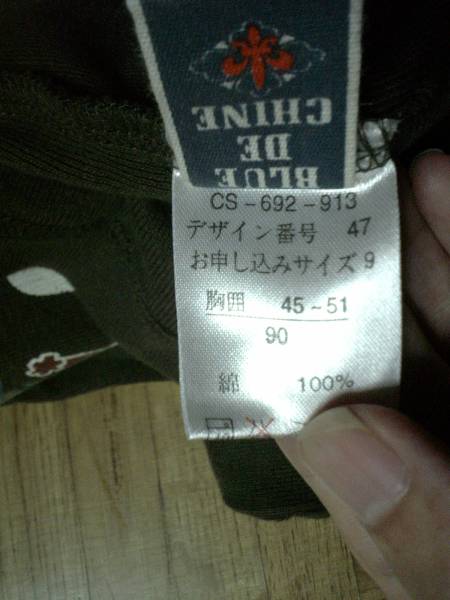 BLUE
DE
CHINE
CS-692-913
デザイン番号 47
お申し込みサイズ 9
胸囲 45~51
90
綿 100%